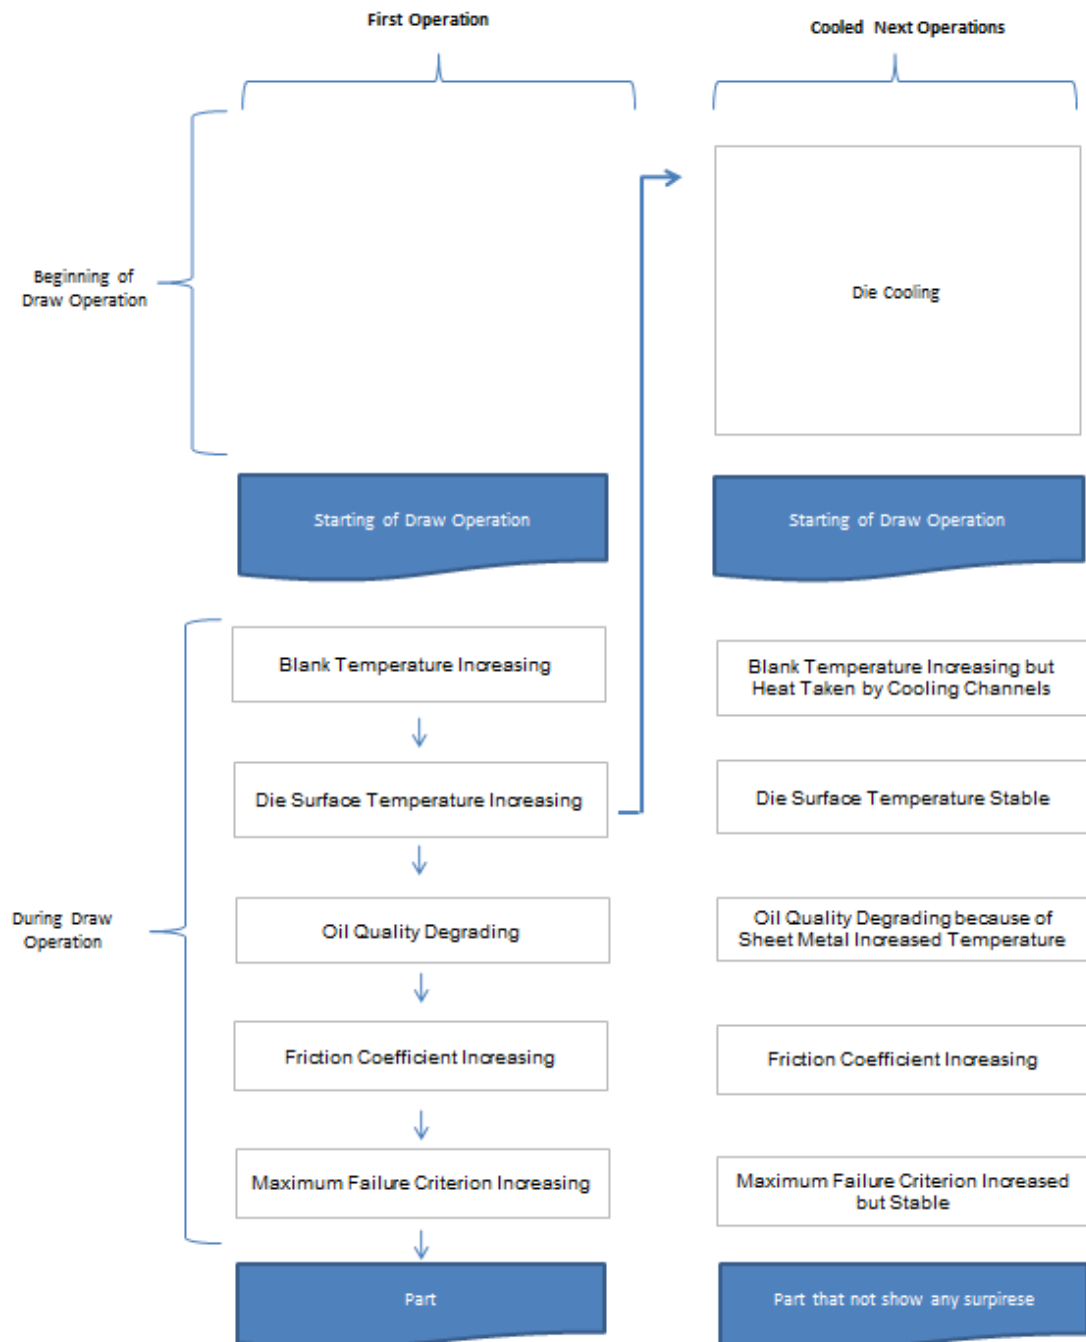 First Operation
Cooled Next Operations
Beginning of
Draw Operation
Die Cooling
Starting of Draw Operation
Starting of Draw Operation
Blank Temperature Increasing
Blank Temperature Increasing but
Heat Taken by Cooling Channels
Die Surface Temperature Increasing
Die Surface Temperature Stable
During Draw
Operation
Oil Quality Degrading
Oil Quality Degrading because of
Sheet Metal Increased Temperature
Friction Coefficient Increasing
Friction Coefficient Increasing
Maximum Failure Criterion Increasing
Maximum Failure Criterion Increased
but Stable
Part
Part that not show any surpirese